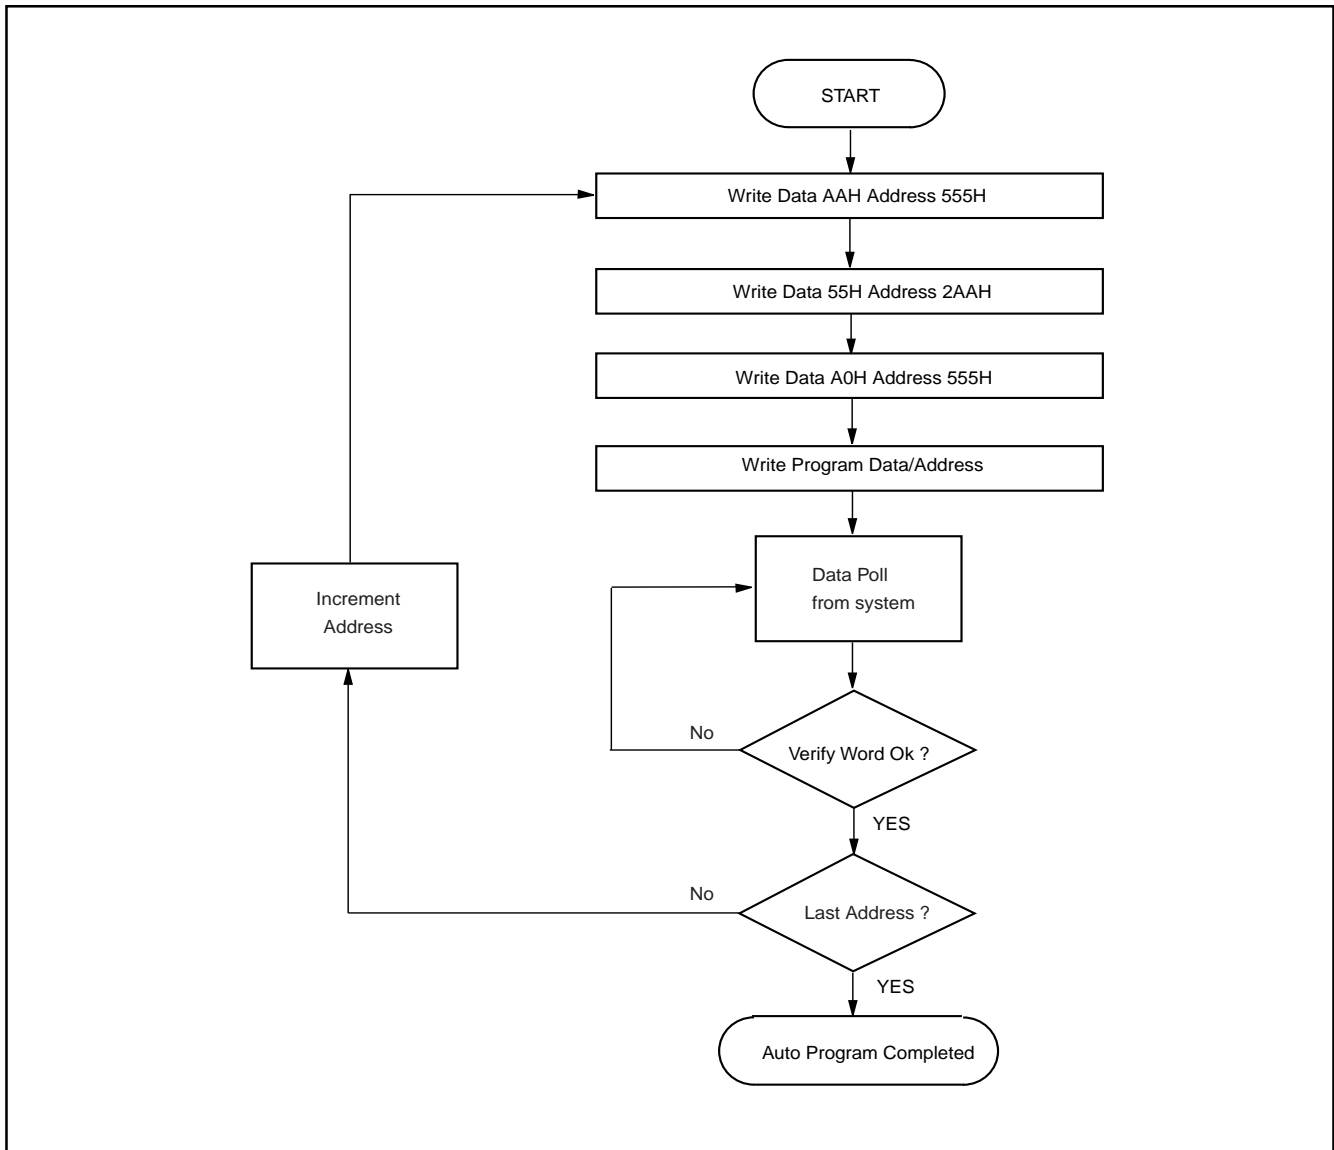 START
Write Data AAH Address 555H
Write Data 55H Address 2AAH
Write Data A0H Address 555H
Write Program Data/Address
Data Poll
from system
Increment
Address
No
Verify Word Ok ?
YES
No
Last Address ?
YES
Auto Program Completed